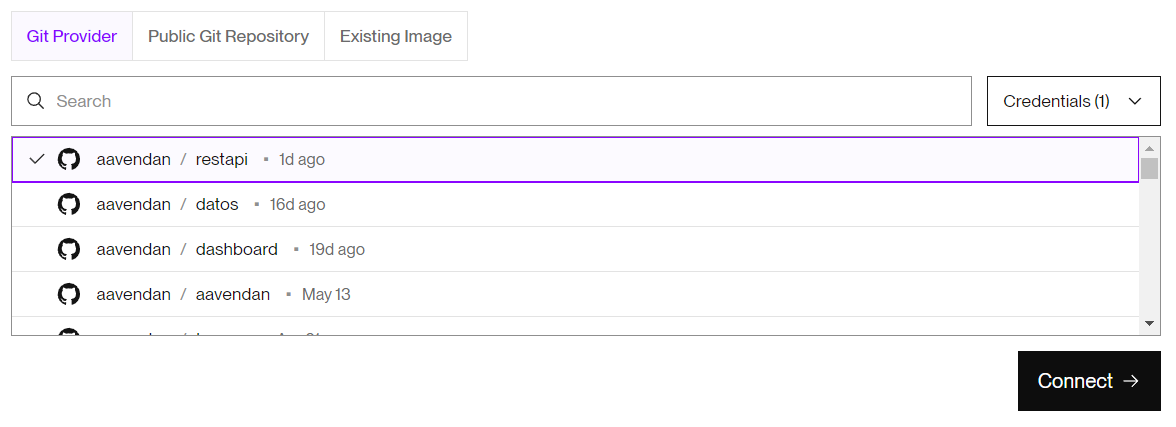 Git Provider Public Git Repository Existing Image
Search Credentials (1)
aavendan / restapi ▪ 1d ago
aavendan / datos ▪ 16d ago
aavendan / dashboard ▪ 19d ago
aavendan / aavendan ▪ May 13
Connect →